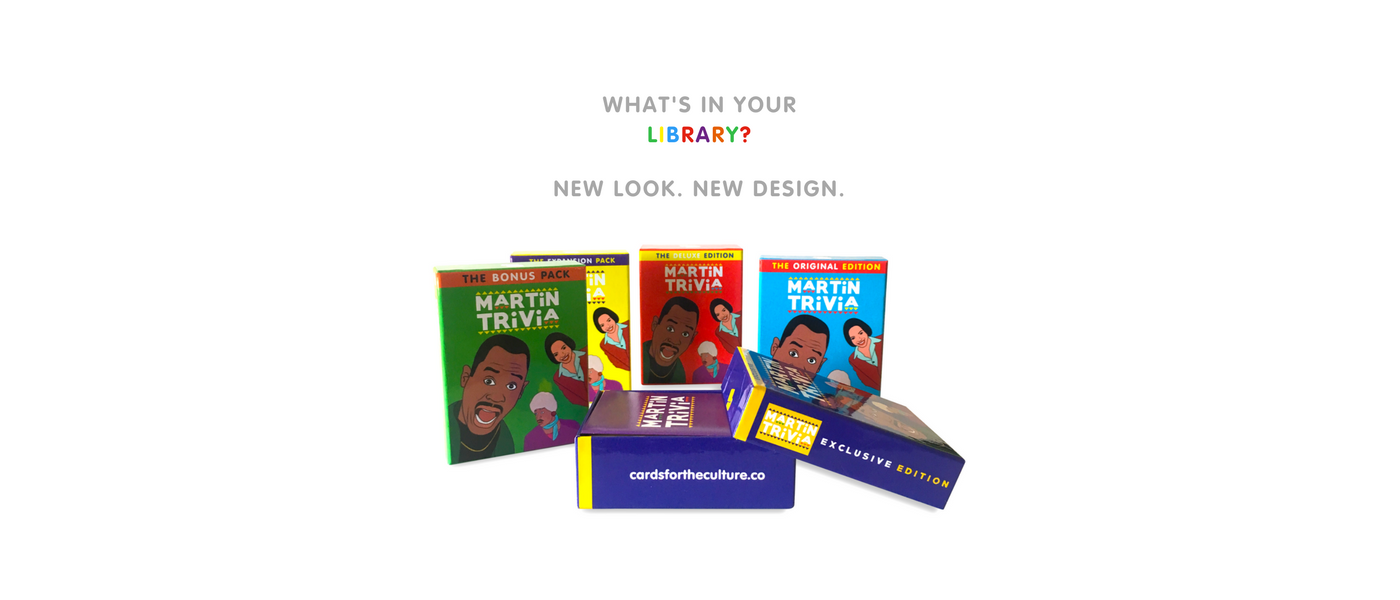 WHAT'S IN YOUR
LIBRARY?
NEW LOOK. NEW DESIGN.
THE BONUS PACK
MARTIN
TRIVIA
THE EXPANSION PACK
THE DELUXE EDITION
MARTIN
TRIVIA
THE ORIGINAL EDITION
MARTIN
TRIVIA
MARTIN
TRIVIA
cardsfortheculture.co
MARTIN
TRIVIA
EXCLUSIVE EDITION